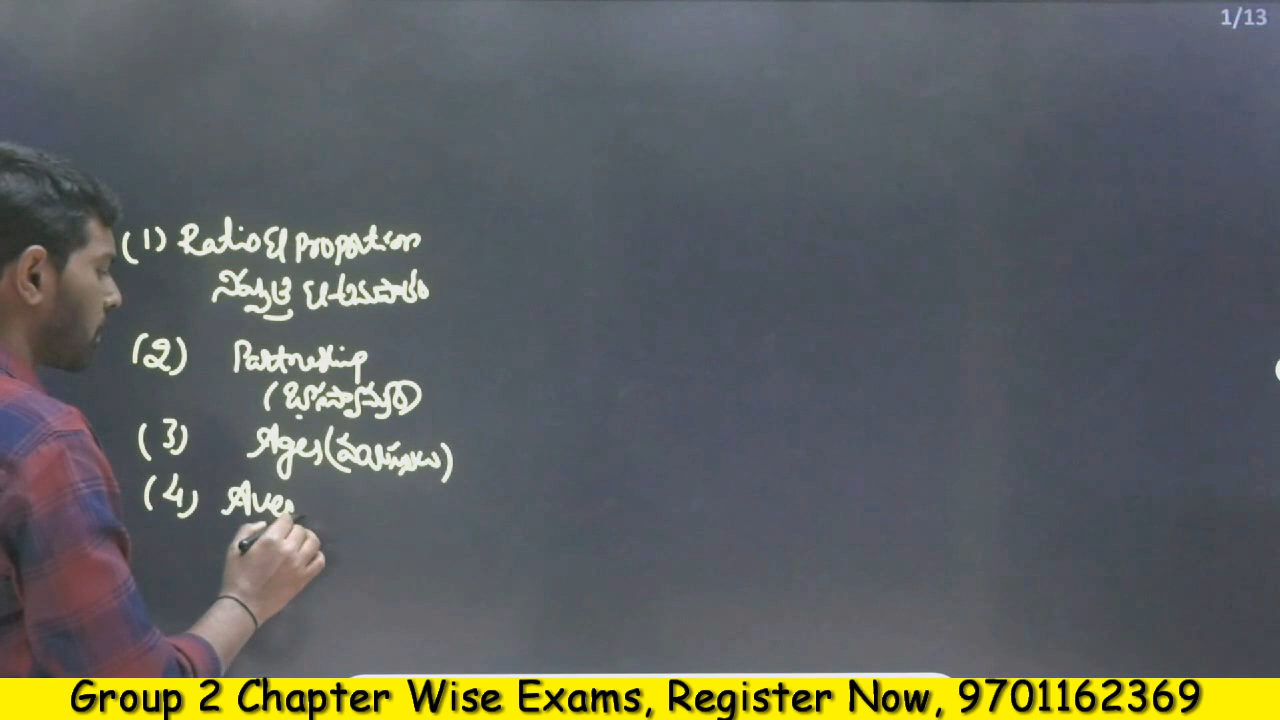 1/13
(1) Ratio & proportion
నిష్పత్తి & అనుపాతం
(2) Partnership
(భాగస్వామ్యం)
(3) Ages (వయస్సులు)
(4) Aver
Group 2 Chapter Wise Exams, Register Now, 9701162369